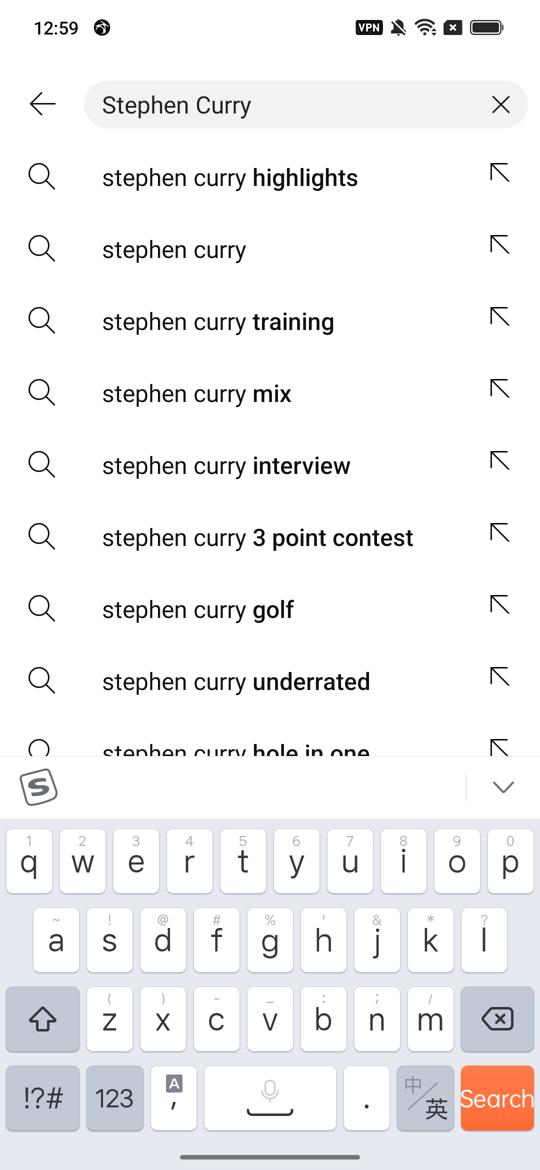 12:59 VPN
Stephen Curry
stephen curry highlights
stephen curry
stephen curry training
stephen curry mix
stephen curry interview
stephen curry 3 point contest
stephen curry golf
stephen curry underrated
stephen curry hole in one
S
1 2 3 4 5 6 7 8 9 0
q w e r t y u i o p
~ ! @ # % ' & * ?
a s d f g h j k l
( ) - _ : ; /
z x c v b n m
!?# 123 A , . 中/英 Search